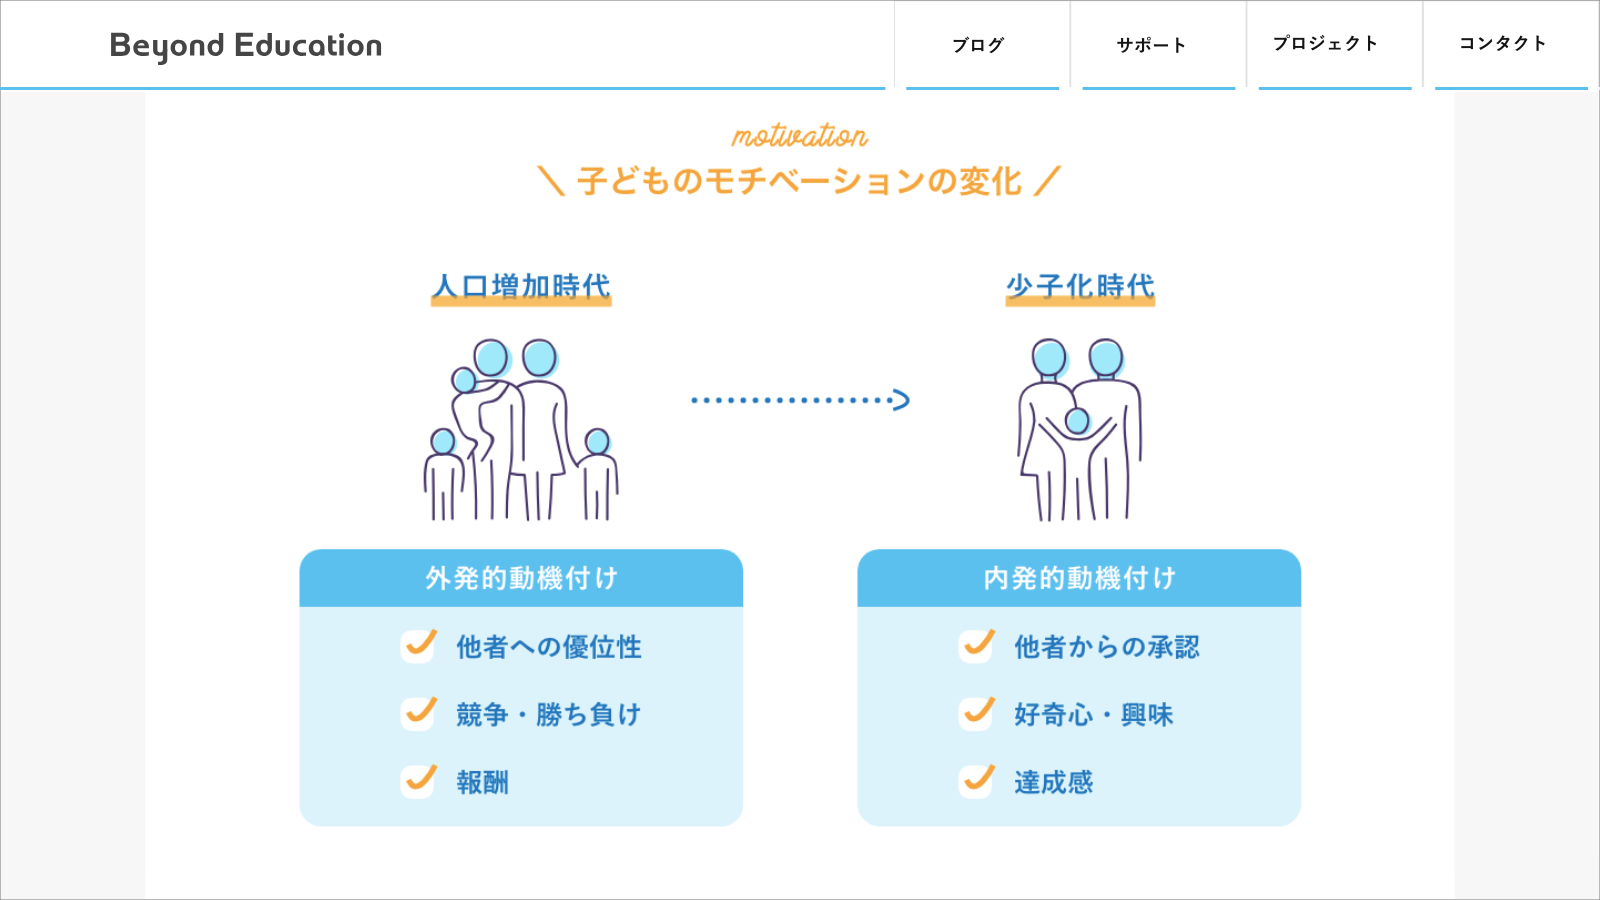 Beyond Education
ブログ
サポート
プロジェクト
コンタクト
motivation
＼ 子どものモチベーションの変化 ／
人口増加時代
少子化時代
外発的動機付け
他者への優位性
競争・勝ち負け
報酬
内発的動機付け
他者からの承認
好奇心・興味
達成感